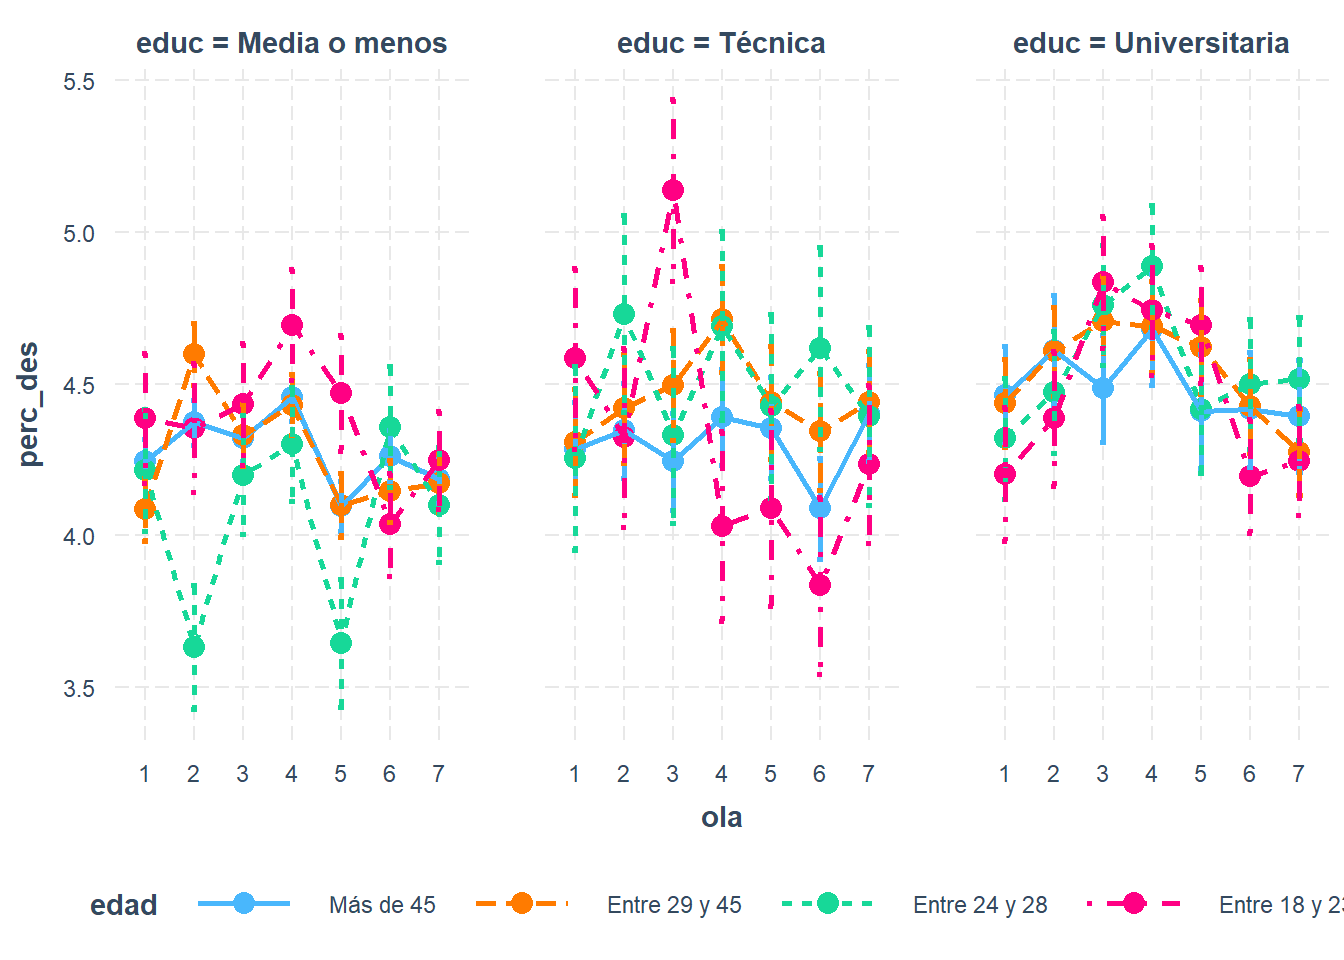 educ = Media o menos educ = Técnica educ = Universitaria
5.5
5.0
4.5
4.0
3.5
perc_des
1 2 3 4 5 6 7 1 2 3 4 5 6 7 1 2 3 4 5 6 7
ola
edad Más de 45 Entre 29 y 45 Entre 24 y 28 Entre 18 y